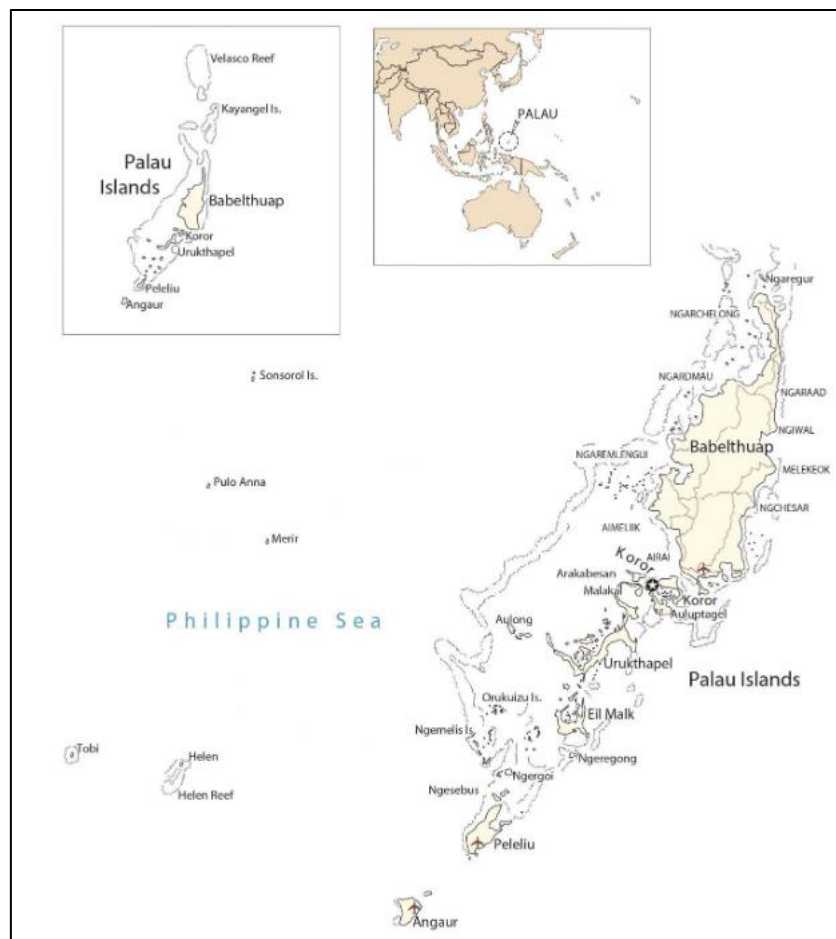 Velasco Reef
Kayangel Is.
Palau
Islands
Babelthuap
Koror
Urukthapel
Peleliu
Angaur
PALAU
Ngaregur
NGARCHELONG
NGARDMAU
NGARAAD
NGIWAL
Babelthuap
NGAREMLENGUI
MELEKEOK
NGCHESAR
AIMELIIK
AIRAI
Koror
Arakabesan
Malakal
Koror
Auluptagel
Sonsorol Is.
Pulo Anna
Merir
Philippine Sea
Aulong
Urukthapel
Palau Islands
Orukuizu Is.
Eil Malk
Ngemelis Is.
Ngeregong
Tobi
Helen
Helen Reef
Ngergoi
Ngesebus
Peleliu
Angaur